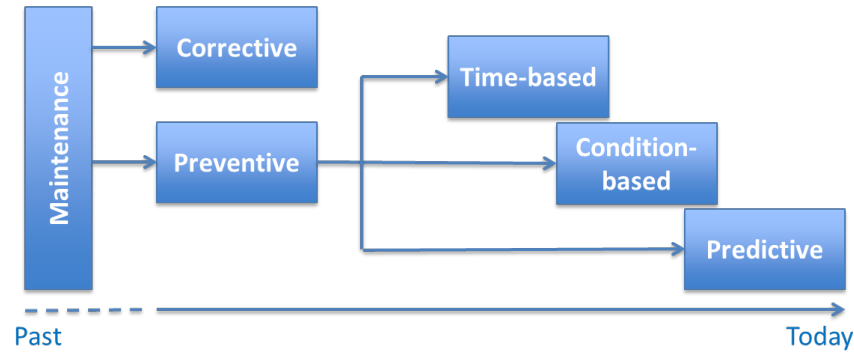 Maintenance
Corrective
Preventive
Time-based
Condition-
based
Predictive
Past
Today